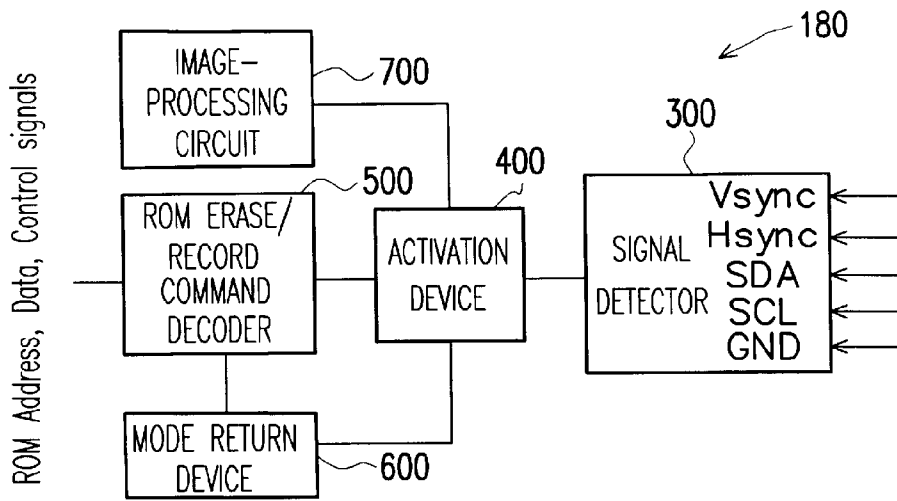 180
IMAGE-
PROCESSING
CIRCUIT
700
ROM Address, Data, Control signals
ROM ERASE/
RECORD
COMMAND
DECODER
500
ACTIVATION
DEVICE
400
300
SIGNAL
DETECTOR
Vsync
Hsync
SDA
SCL
GND
MODE RETURN
DEVICE
600